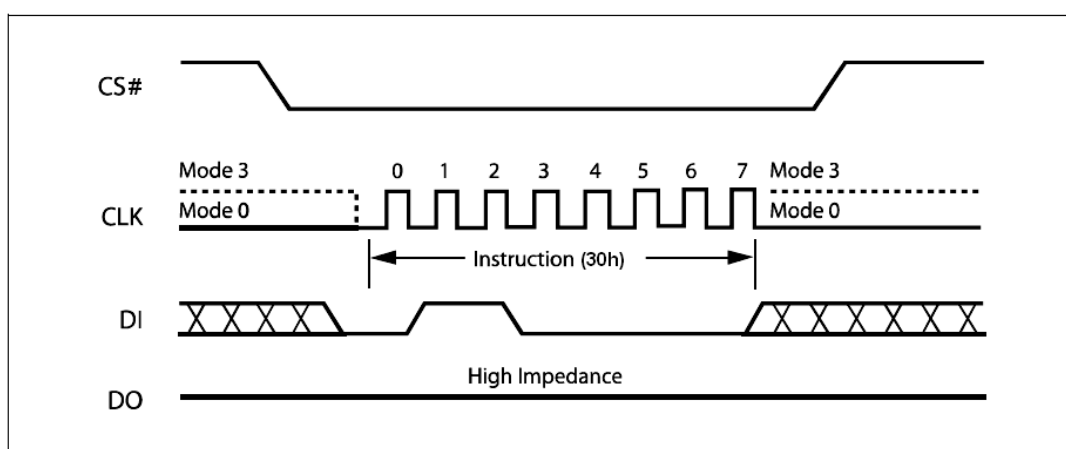 CS#
Mode 3 0 1 2 3 4 5 6 7 Mode 3
CLK Mode 0 Mode 0
Instruction (30h)
DI
High Impedance
DO